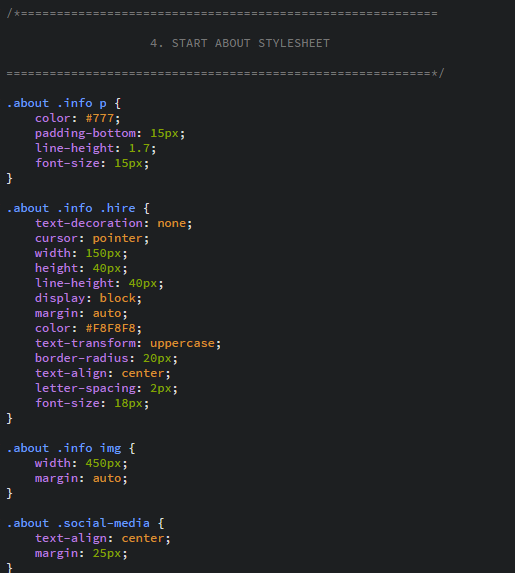 /*==========================================================
4. START ABOUT STYLESHEET
===========================================================*/
.about .info p {
color: #777;
padding-bottom: 15px;
line-height: 1.7;
font-size: 15px;
}
.about .info .hire {
text-decoration: none;
cursor: pointer;
width: 150px;
height: 40px;
line-height: 40px;
display: block;
margin: auto;
color: #F8F8F8;
text-transform: uppercase;
border-radius: 20px;
text-align: center;
letter-spacing: 2px;
font-size: 18px;
}
.about .info img {
width: 450px;
margin: auto;
}
.about .social-media {
text-align: center;
margin: 25px;
}